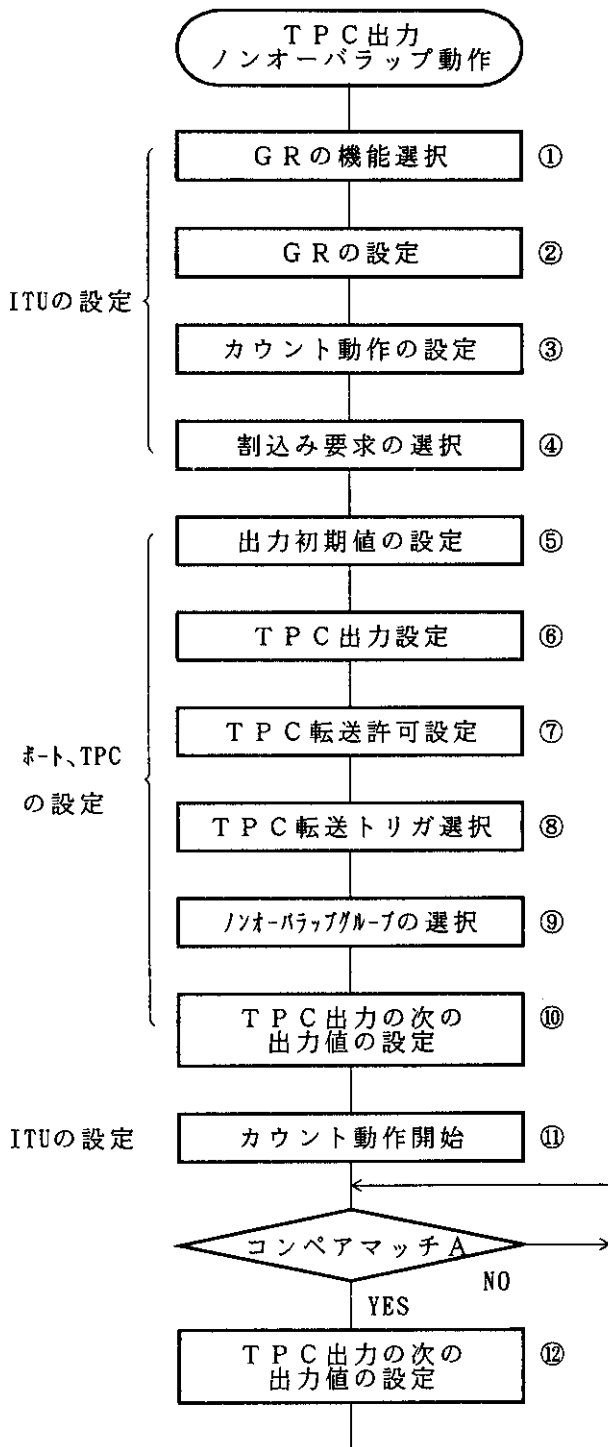 TPC出力
ノンオーバラップ動作
GRの機能選択 ①
GRの設定 ②
ITUの設定
カウント動作の設定 ③
割込み要求の選択 ④
出力初期値の設定 ⑤
TPC出力設定 ⑥
TPC転送許可設定 ⑦
ポート、TPC
の設定
TPC転送トリガ選択 ⑧
ノンオーバラップグループの選択 ⑨
TPC出力の次の
出力値の設定 ⑩
ITUの設定
カウント動作開始 ⑪
コンペアマッチA
NO
YES
TPC出力の次の
出力値の設定 ⑫